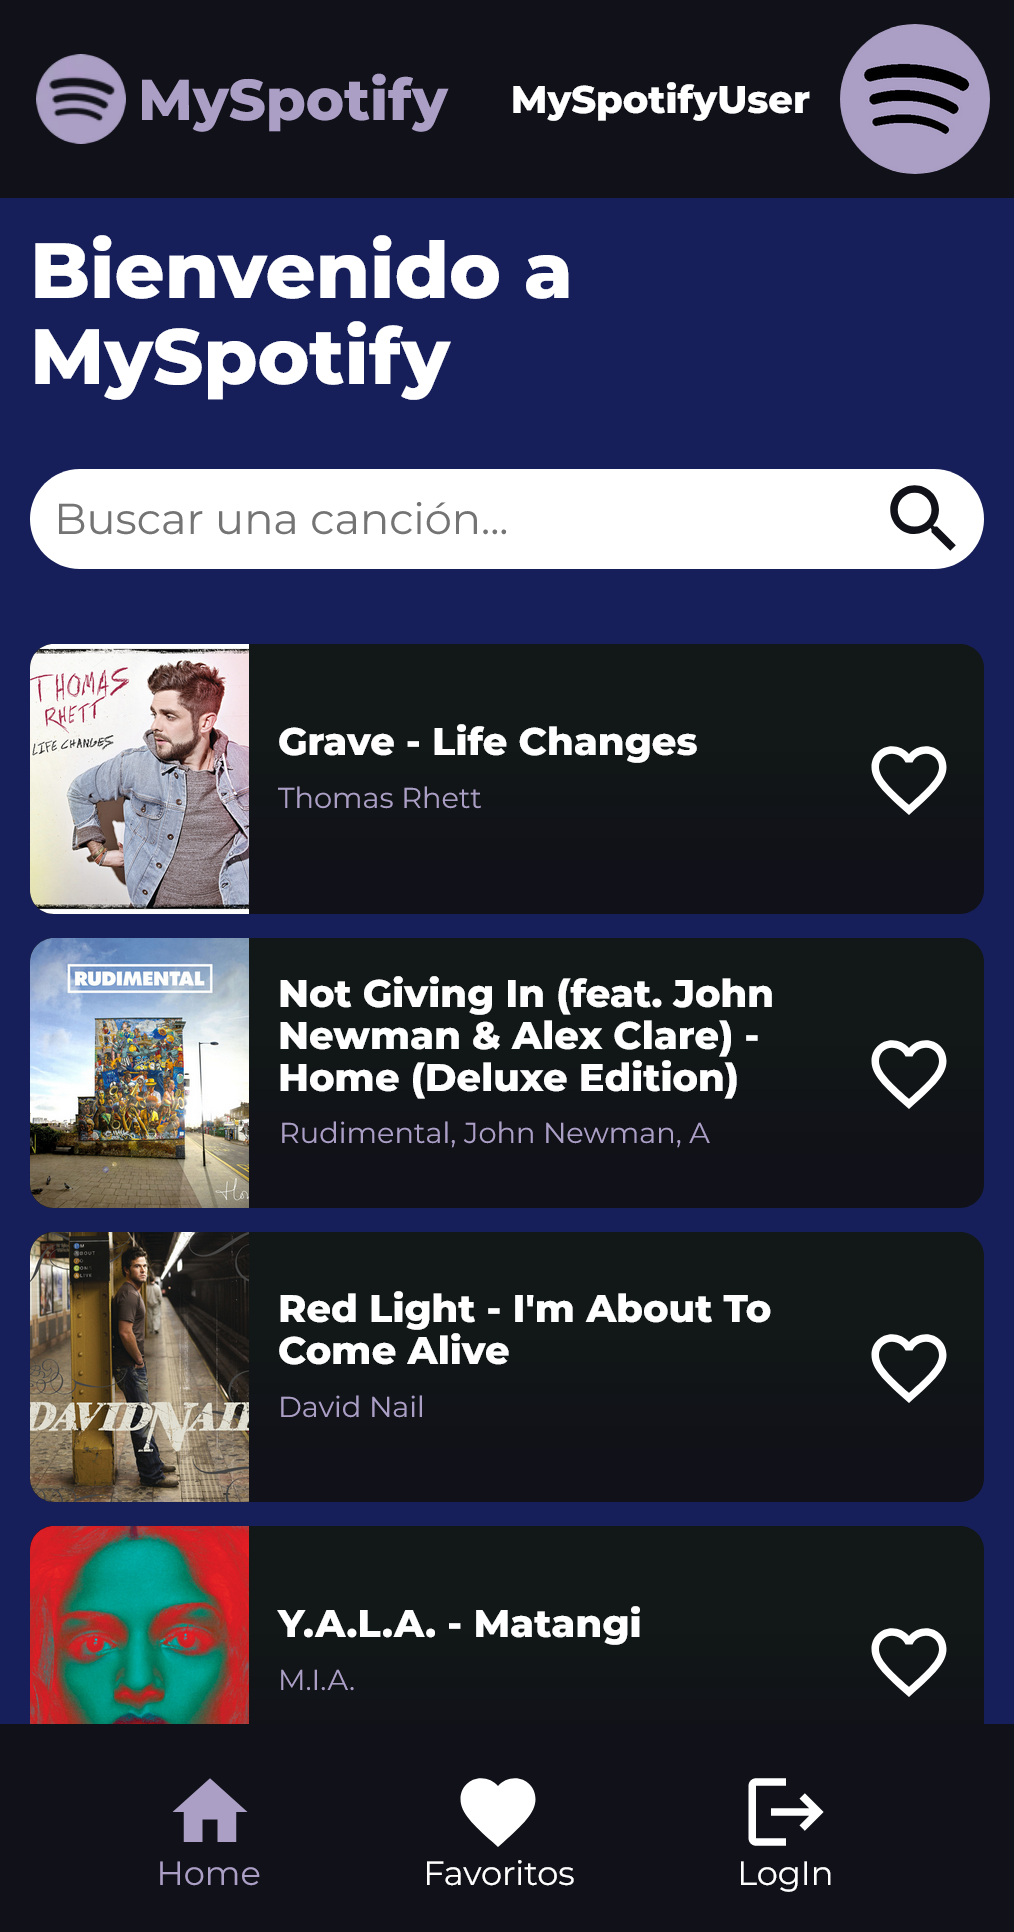 MySpotify
MySpotifyUser
Bienvenido a
MySpotify
Buscar una canción...
THOMAS
RHETT
LIFE CHANGES
Grave - Life Changes
Thomas Rhett
RUDIMENTAL
Not Giving In (feat. John
Newman & Alex Clare) -
Home (Deluxe Edition)
Rudimental, John Newman, A
DAVID NAIL
Red Light - I'm About To
Come Alive
David Nail
Y.A.L.A. - Matangi
M.I.A.
Home
Favoritos
LogIn